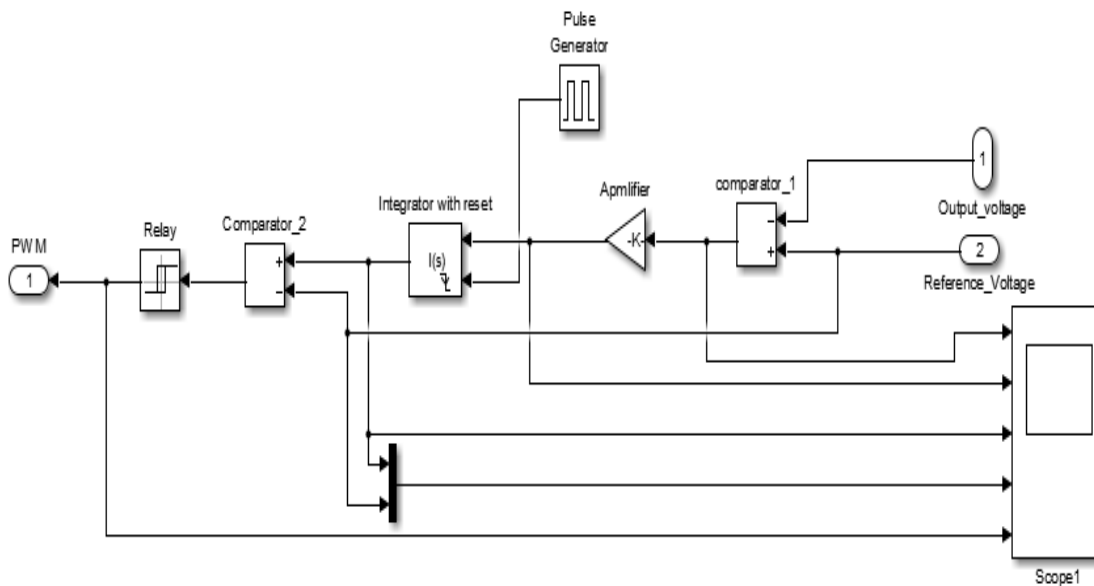 Pulse
Generator
Apmlifier
comparator_1
1
Output_voltage
Integrator with reset
Comparator_2
Relay
PWM
1
I(s)
-K-
-
+
2
Reference_Voltage
+
-
Scope1